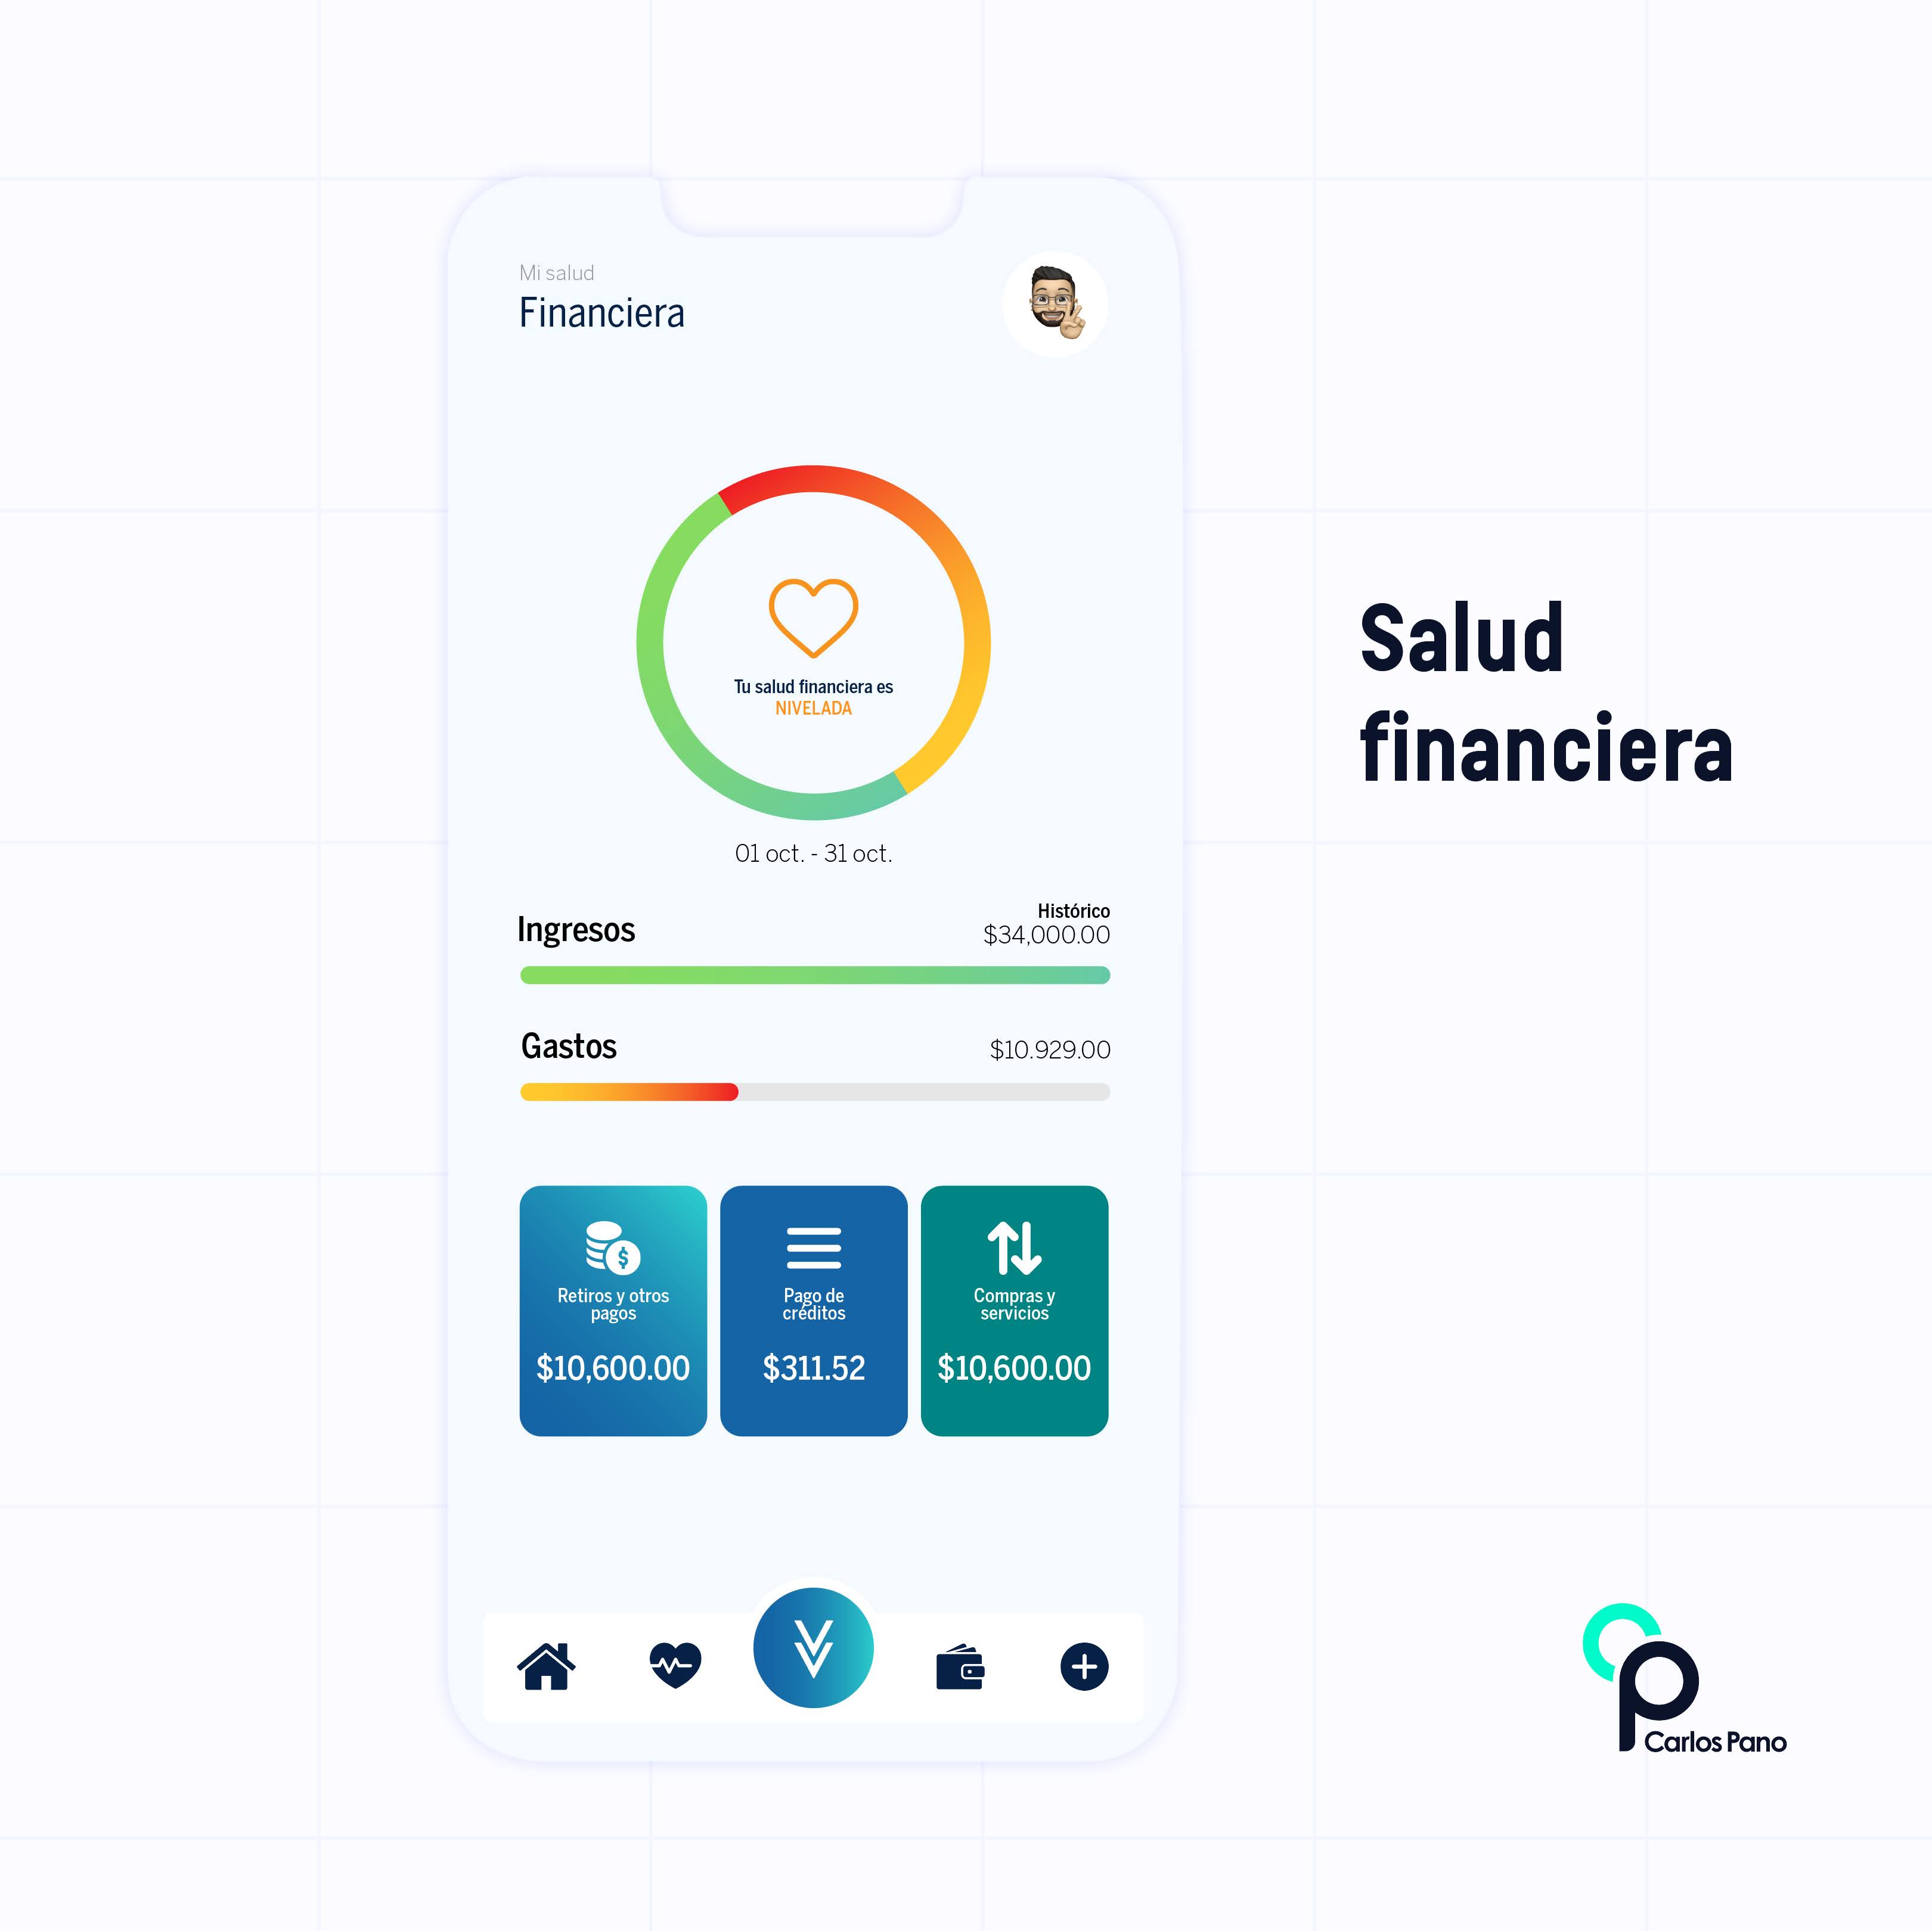 Mi salud
Financiera
Tu salud financiera es
NIVELADA
01 oct. - 31 oct.
Ingresos
Histórico
$34,000.00
Gastos
$10.929.00
Retiros y otros
pagos
$10,600.00
Pago de
créditos
$311.52
Compras y
servicios
$10,600.00
Salud
financiera
Carlos Pano